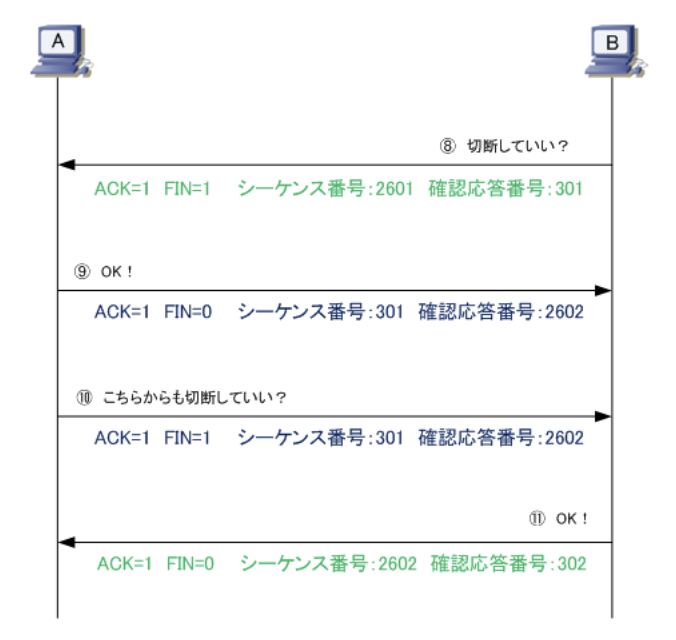 A
B
⑧ 切断していい？
ACK=1 FIN=1 シーケンス番号:2601 確認応答番号:301
⑨ OK！
ACK=1 FIN=0 シーケンス番号:301 確認応答番号:2602
⑩ こちらからも切断していい？
ACK=1 FIN=1 シーケンス番号:301 確認応答番号:2602
⑪ OK！
ACK=1 FIN=0 シーケンス番号:2602 確認応答番号:302